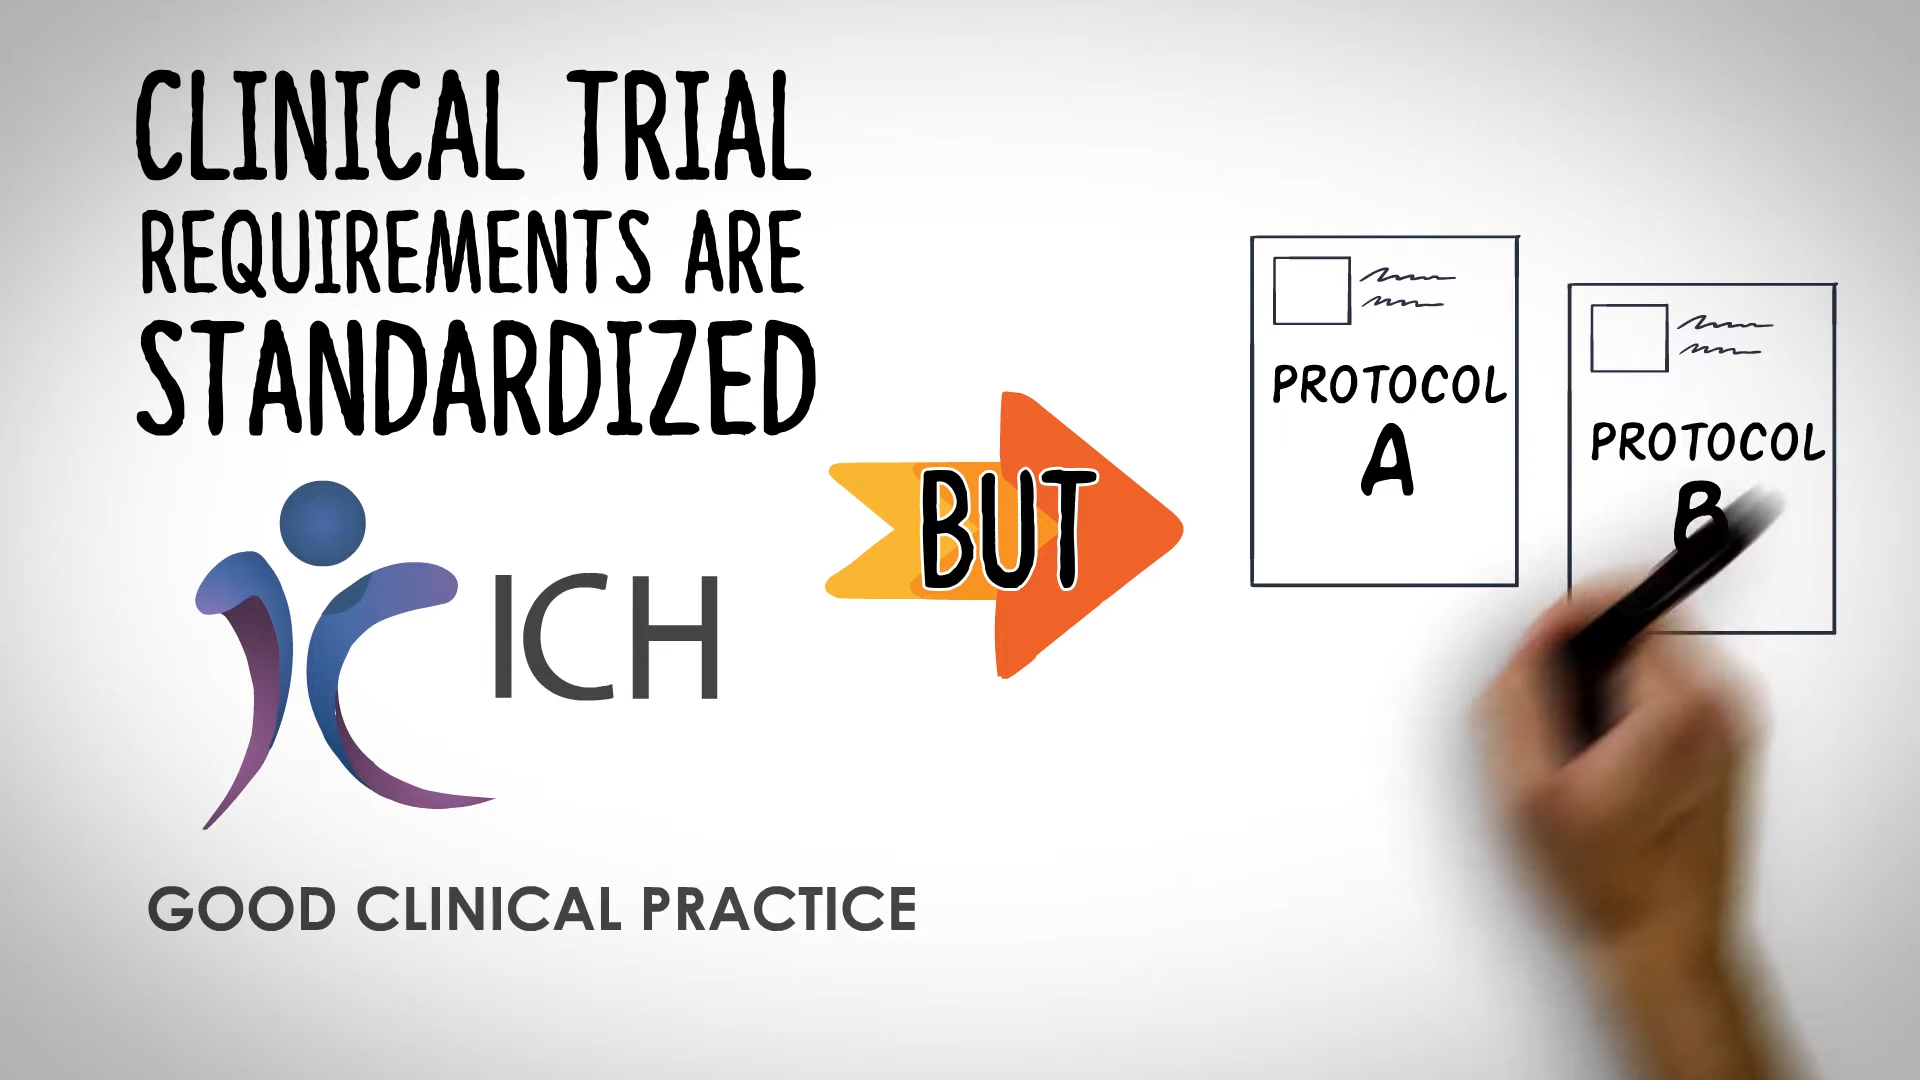 CLINICAL TRIAL
REQUIREMENTS ARE
STANDARDIZED
ICH
GOOD CLINICAL PRACTICE
BUT
PROTOCOL
A
PROTOCOL
B